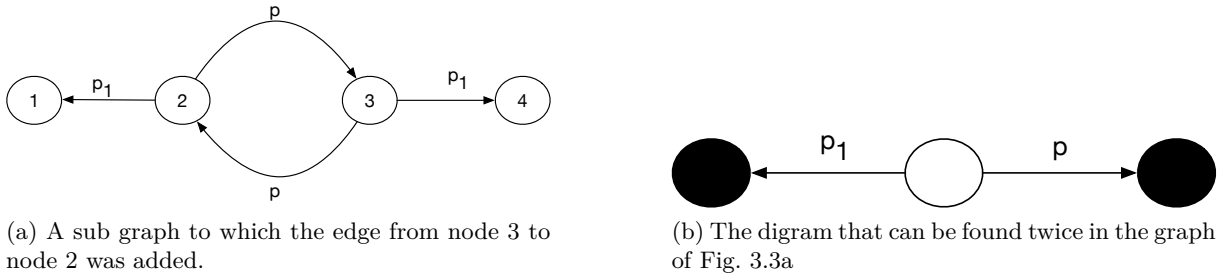 p
p1
1
2
3
p1
4
p
p1
p
(a) A sub graph to which the edge from node 3 to
node 2 was added.
(b) The digram that can be found twice in the graph
of Fig. 3.3a